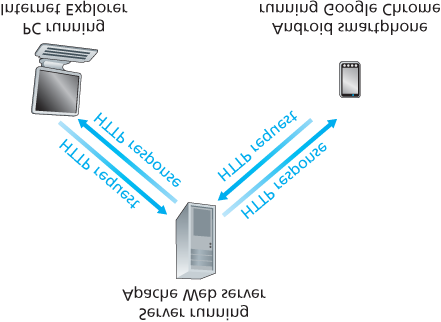 Server running
Apache Web server
HTTP response
HTTP request
HTTP request
HTTP response
PC running
Internet Explorer
Android smartphone
running Google Chrome